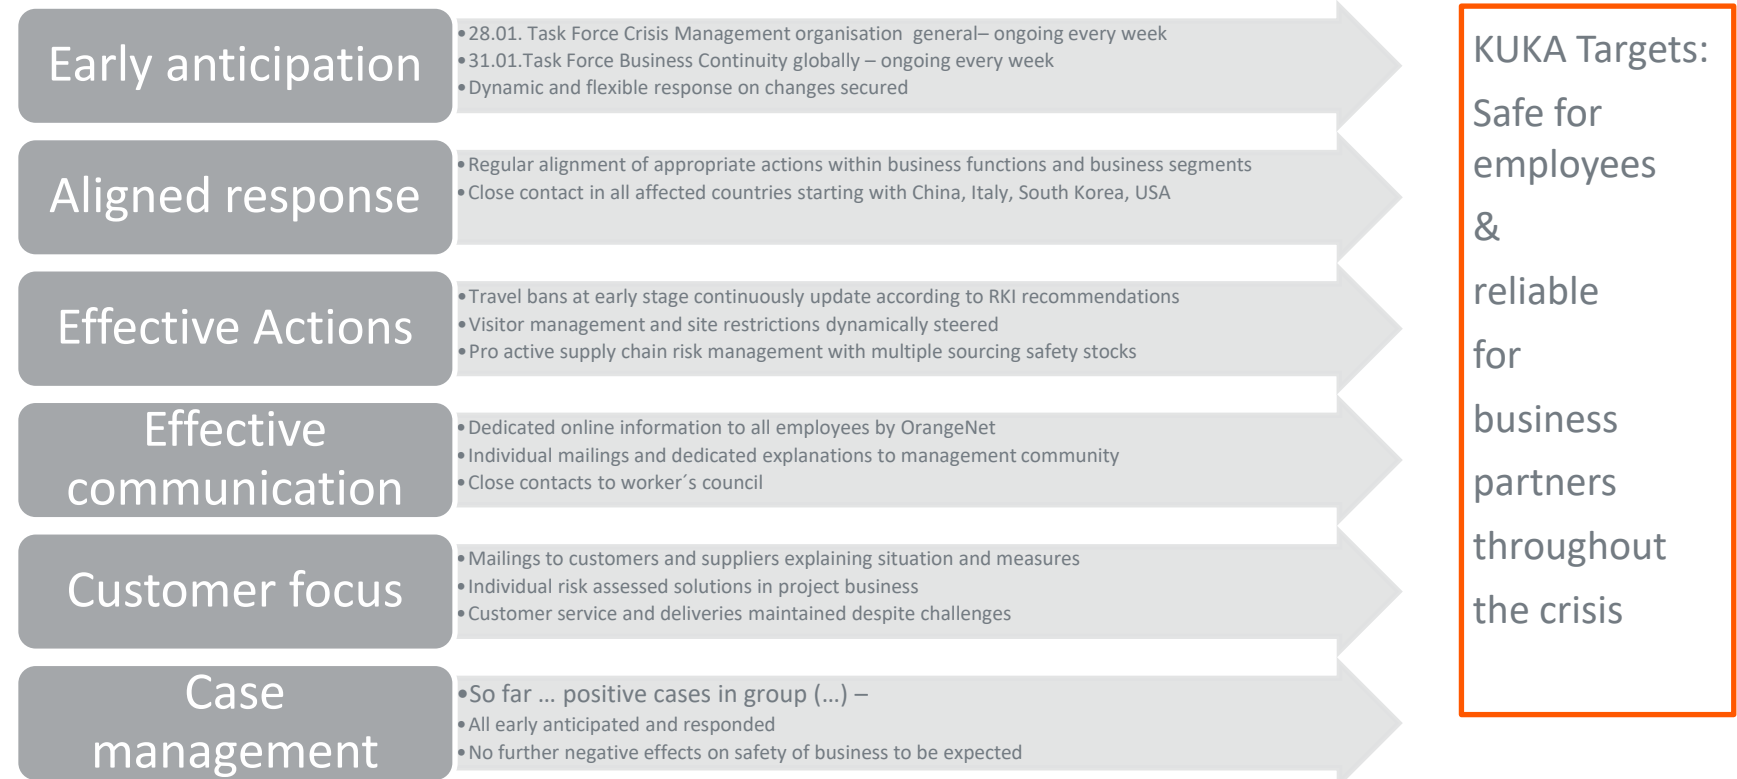 Early anticipation
•28.01. Task Force Crisis Management organisation  general– ongoing every week
•31.01.Task Force Business Continuity globally – ongoing every week
•Dynamic and flexible response on changes secured
Aligned response
•Regular alignment of appropriate actions within business functions and business segments
•Close contact in all affected countries starting with China, Italy, South Korea, USA
Effective Actions
•Travel bans at early stage continuously update according to RKI recommendations
•Visitor management and site restrictions dynamically steered
•Pro active supply chain risk management with multiple sourcing safety stocks
Effective
communication
•Dedicated online information to all employees by OrangeNet
•Individual mailings and dedicated explanations to management community
•Close contacts to worker´s council
Customer focus
•Mailings to customers and suppliers explaining situation and measures
•Individual risk assessed solutions in project business
•Customer service and deliveries maintained despite challenges
Case
management
•So far … positive cases in group (…) –
•All early anticipated and responded
•No further negative effects on safety of business to be expected
KUKA Targets:
Safe for
employees
&
reliable
for
business
partners
throughout
the crisis